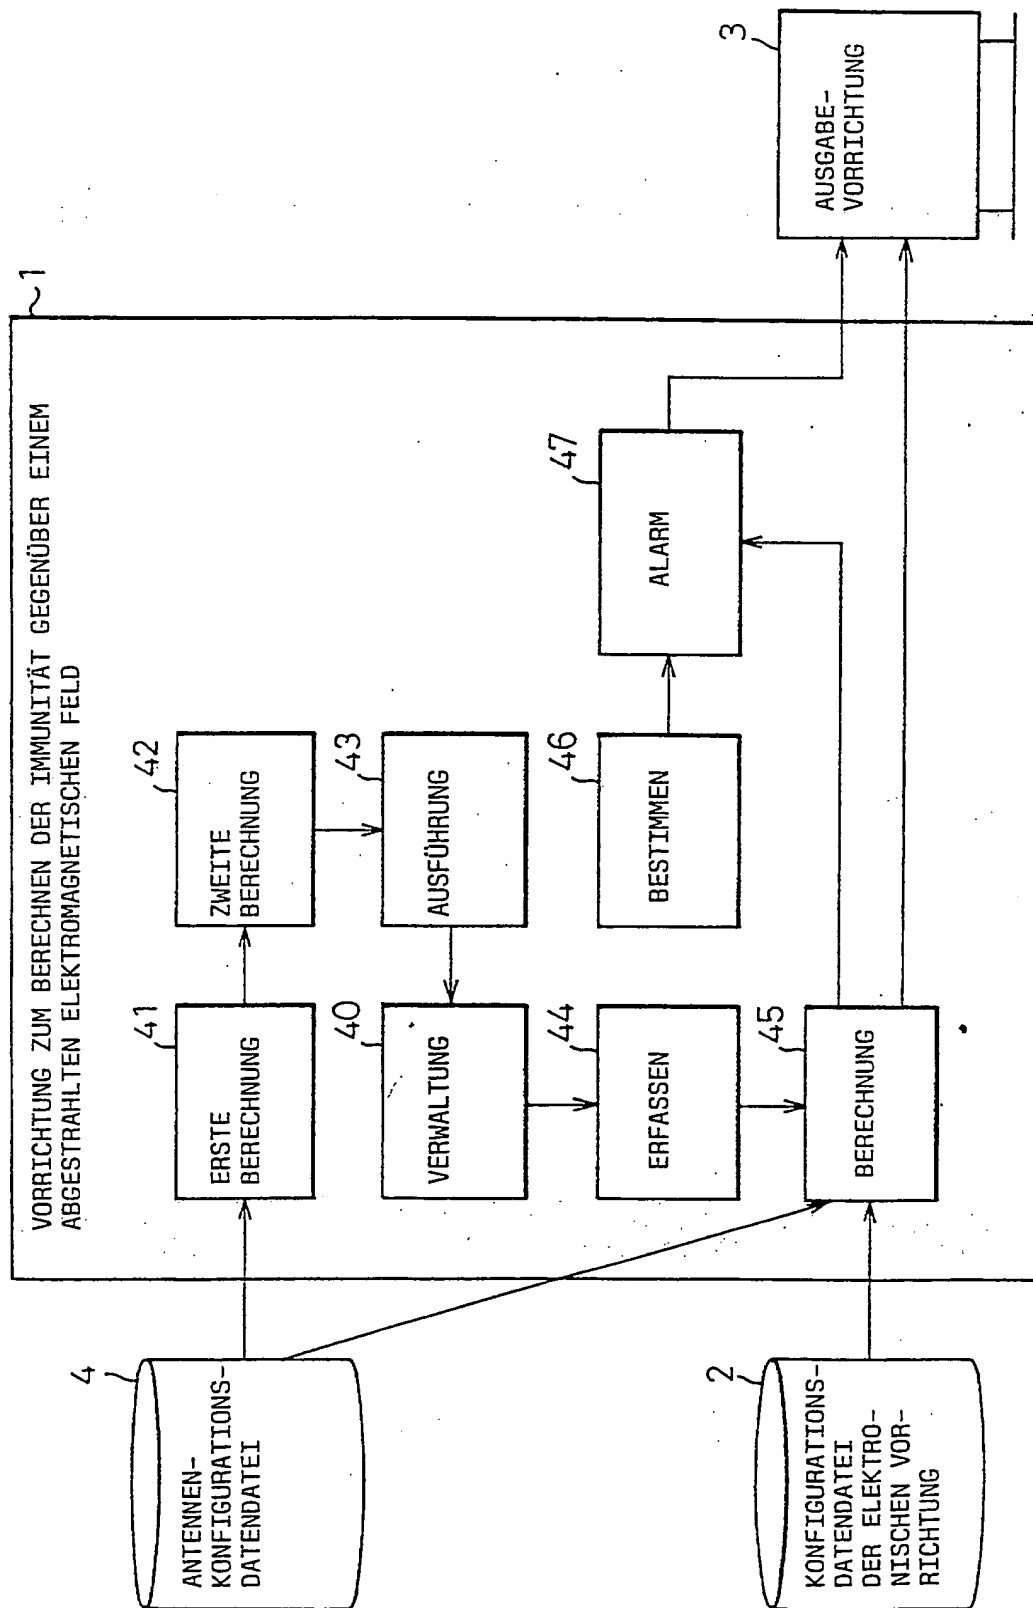 1
VORRICHTUNG ZUM BERECHNEN DER IMMUNITÄT GEGENÜBER EINEM
ABGESTRAHLTEN ELEKTROMAGNETISCHEN FELD
4
ANTENNEN-
KONFIGURATIONS-
DATENDATEI
41
ERSTE
BERECHNUNG
42
ZWEITE
BERECHNUNG
40
VERWALTUNG
43
AUSFÜHRUNG
44
ERFASSEN
46
BESTIMMEN
47
ALARM
2
KONFIGURATIONS-
DATENDATEI
DER ELEKTRO-
NISCHEN VOR-
RICHTUNG
45
BERECHNUNG
3
AUSGABE-
VORRICHTUNG